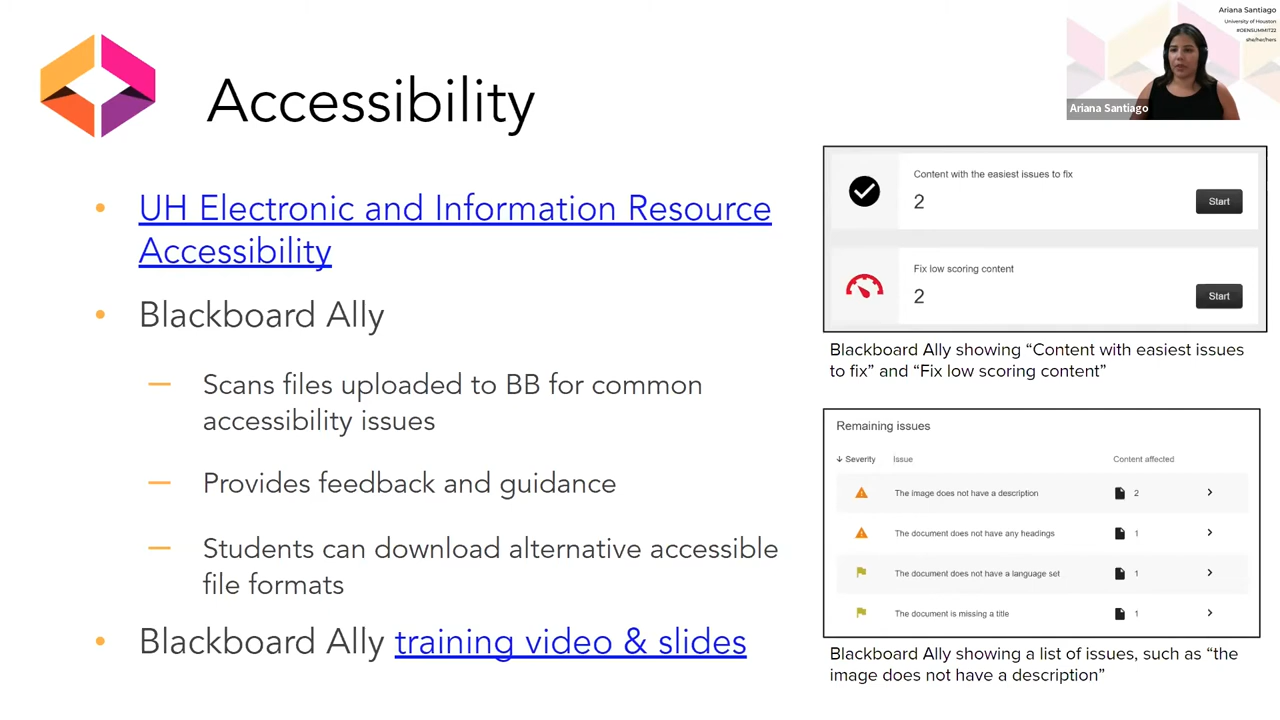 Accessibility
Ariana Santiago
University of Houston
#OENSUMMIT22
she/her/hers
Ariana Santiago
• UH Electronic and Information Resource
Accessibility
• Blackboard Ally
– Scans files uploaded to BB for common
accessibility issues
– Provides feedback and guidance
– Students can download alternative accessible
file formats
• Blackboard Ally training video & slides
Content with the easiest issues to fix
2
Start
Fix low scoring content
2
Start
Blackboard Ally showing “Content with easiest issues
to fix” and “Fix low scoring content”
Remaining issues
↓ Severity Issue Content affected
The image does not have a description 2
The document does not have any headings 1
The document does not have a language set 1
The document is missing a title 1
Blackboard Ally showing a list of issues, such as “the
image does not have a description”